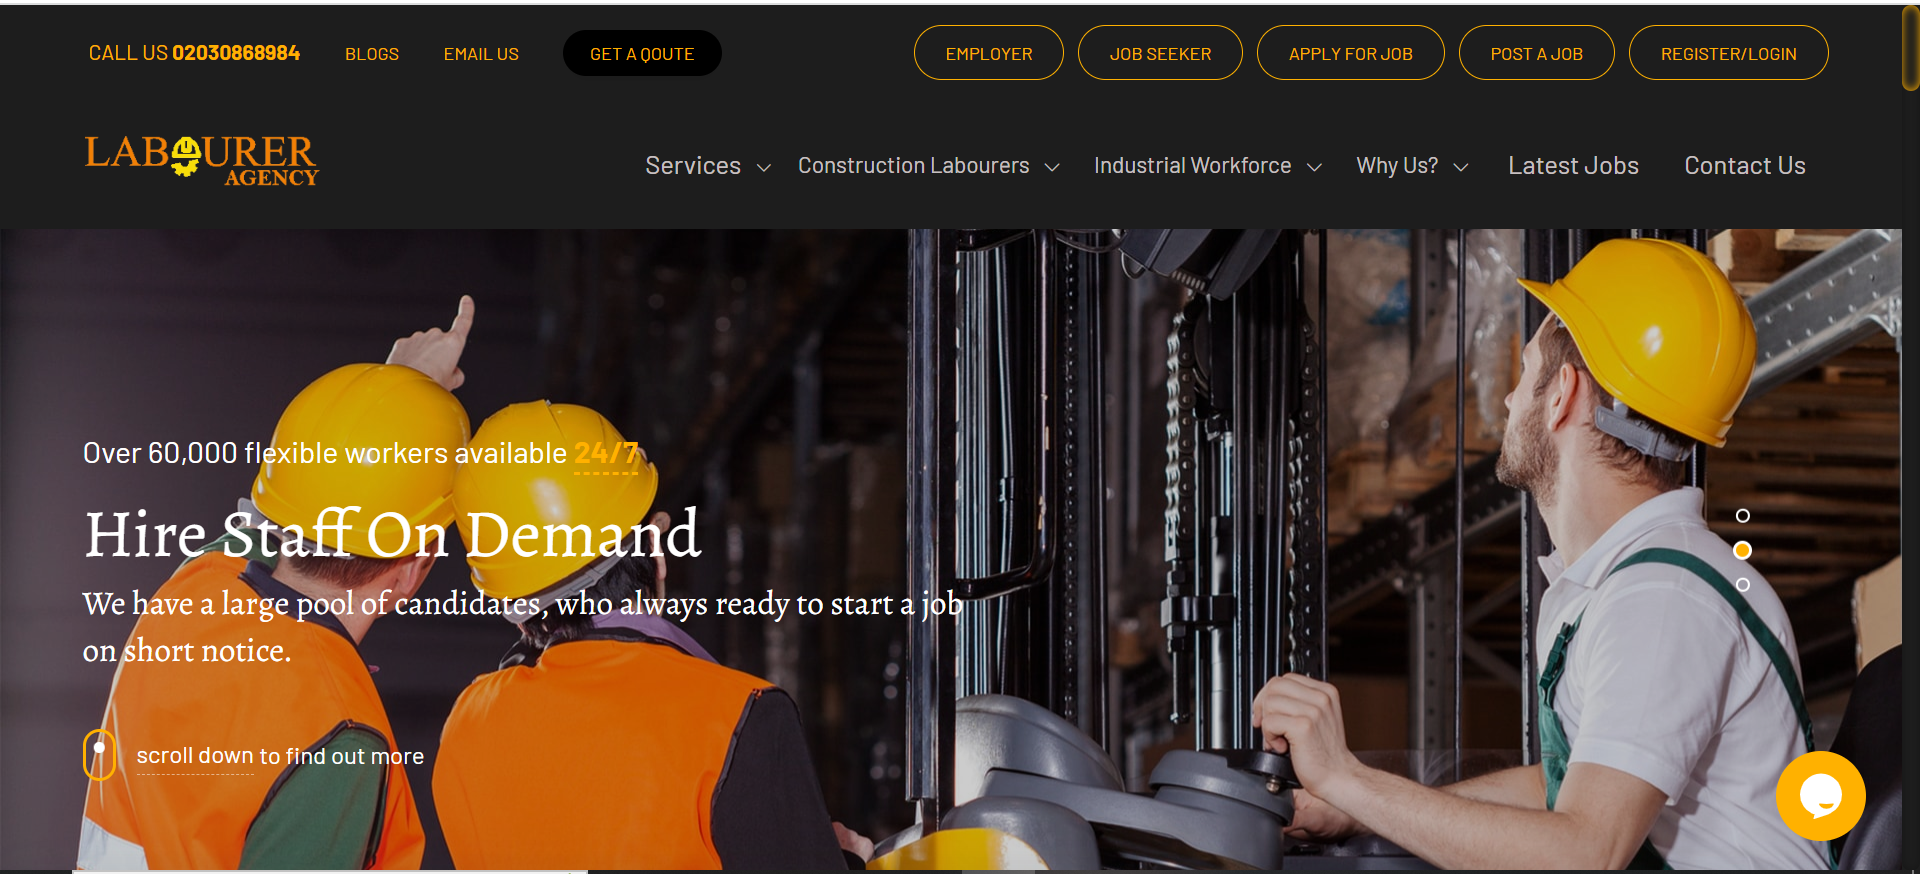 CALL US 02030868984 BLOGS EMAIL US GET A QOUTE EMPLOYER JOB SEEKER APPLY FOR JOB POST A JOB REGISTER/LOGIN
LABOURER
AGENCY
Services Construction Labourers Industrial Workforce Why Us? Latest Jobs Contact Us
Over 60,000 flexible workers available 24/7
Hire Staff On Demand
We have a large pool of candidates, who always ready to start a job
on short notice.
scroll down to find out more